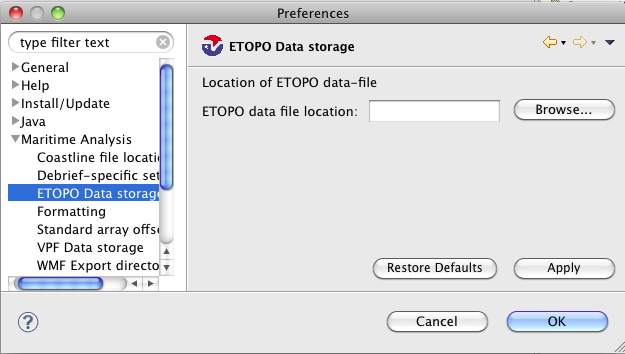 Preferences
type filter text
General
Help
Install/Update
Java
Maritime Analysis
Coastline file locatio
Debrief-specific set
ETOPO Data storage
Formatting
Standard array offs
VPF Data storage
WMF Export directo
ETOPO Data storage
Location of ETOPO data-file
ETOPO data file location:
Browse...
Restore Defaults
Apply
?
Cancel
OK